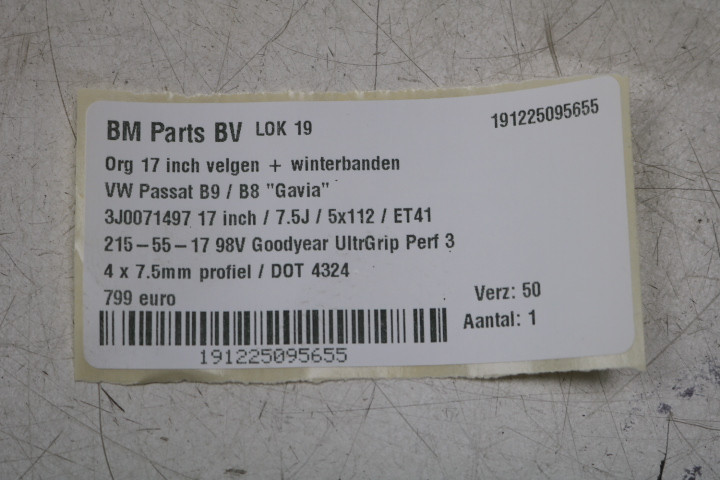 BM Parts BV LOK 19 191225095655
Org 17 inch velgen + winterbanden
VW Passat B9 / B8 "Gavia"
3J0071497 17 inch / 7.5J / 5x112 / ET41
215-55-17 98V Goodyear UltrGrip Perf 3
4 x 7.5mm profiel / DOT 4324
799 euro Verz: 50
Aantal: 1
191225095655